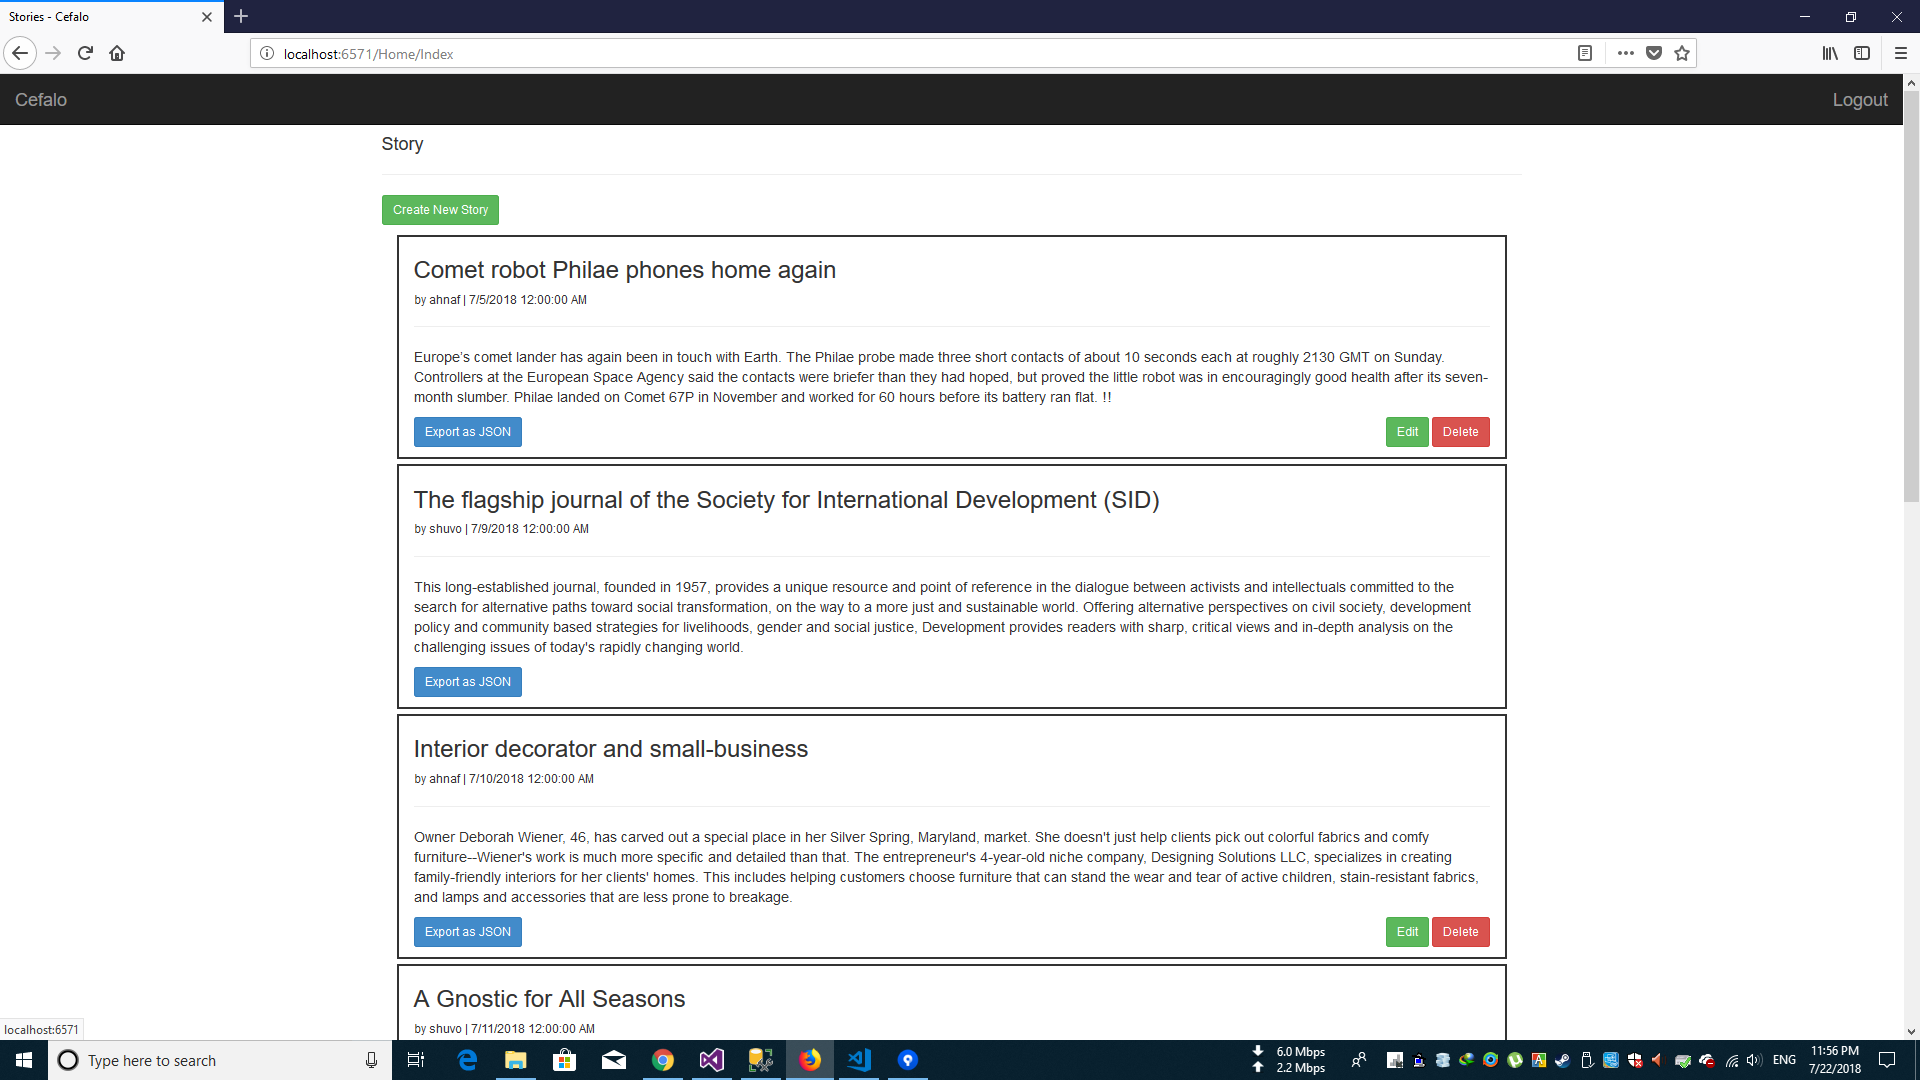 Stories - Cefalo
localhost:6571/Home/Index
Cefalo
Logout
Story
Create New Story
Comet robot Philae phones home again
by ahnaf | 7/5/2018 12:00:00 AM
Europe's comet lander has again been in touch with Earth. The Philae probe made three short contacts of about 10 seconds each at roughly 2130 GMT on Sunday.
Controllers at the European Space Agency said the contacts were briefer than they had hoped, but proved the little robot was in encouragingly good health after its seven-
month slumber. Philae landed on Comet 67P in November and worked for 60 hours before its battery ran flat. !!
Export as JSON
Edit
Delete
The flagship journal of the Society for International Development (SID)
by shuvo | 7/9/2018 12:00:00 AM
This long-established journal, founded in 1957, provides a unique resource and point of reference in the dialogue between activists and intellectuals committed to the
search for alternative paths toward social transformation, on the way to a more just and sustainable world. Offering alternative perspectives on civil society, development
policy and community based strategies for livelihoods, gender and social justice, Development provides readers with sharp, critical views and in-depth analysis on the
challenging issues of today's rapidly changing world.
Export as JSON
Interior decorator and small-business
by ahnaf | 7/10/2018 12:00:00 AM
Owner Deborah Wiener, 46, has carved out a special place in her Silver Spring, Maryland, market. She doesn't just help clients pick out colorful fabrics and comfy
furniture--Wiener's work is much more specific and detailed than that. The entrepreneur's 4-year-old niche company, Designing Solutions LLC, specializes in creating
family-friendly interiors for her clients' homes. This includes helping customers choose furniture that can stand the wear and tear of active children, stain-resistant fabrics,
and lamps and accessories that are less prone to breakage.
Export as JSON
Edit
Delete
A Gnostic for All Seasons
by shuvo | 7/11/2018 12:00:00 AM
localhost:6571
Type here to search
6.0 Mbps
2.2 Mbps
ENG
11:56 PM
7/22/2018